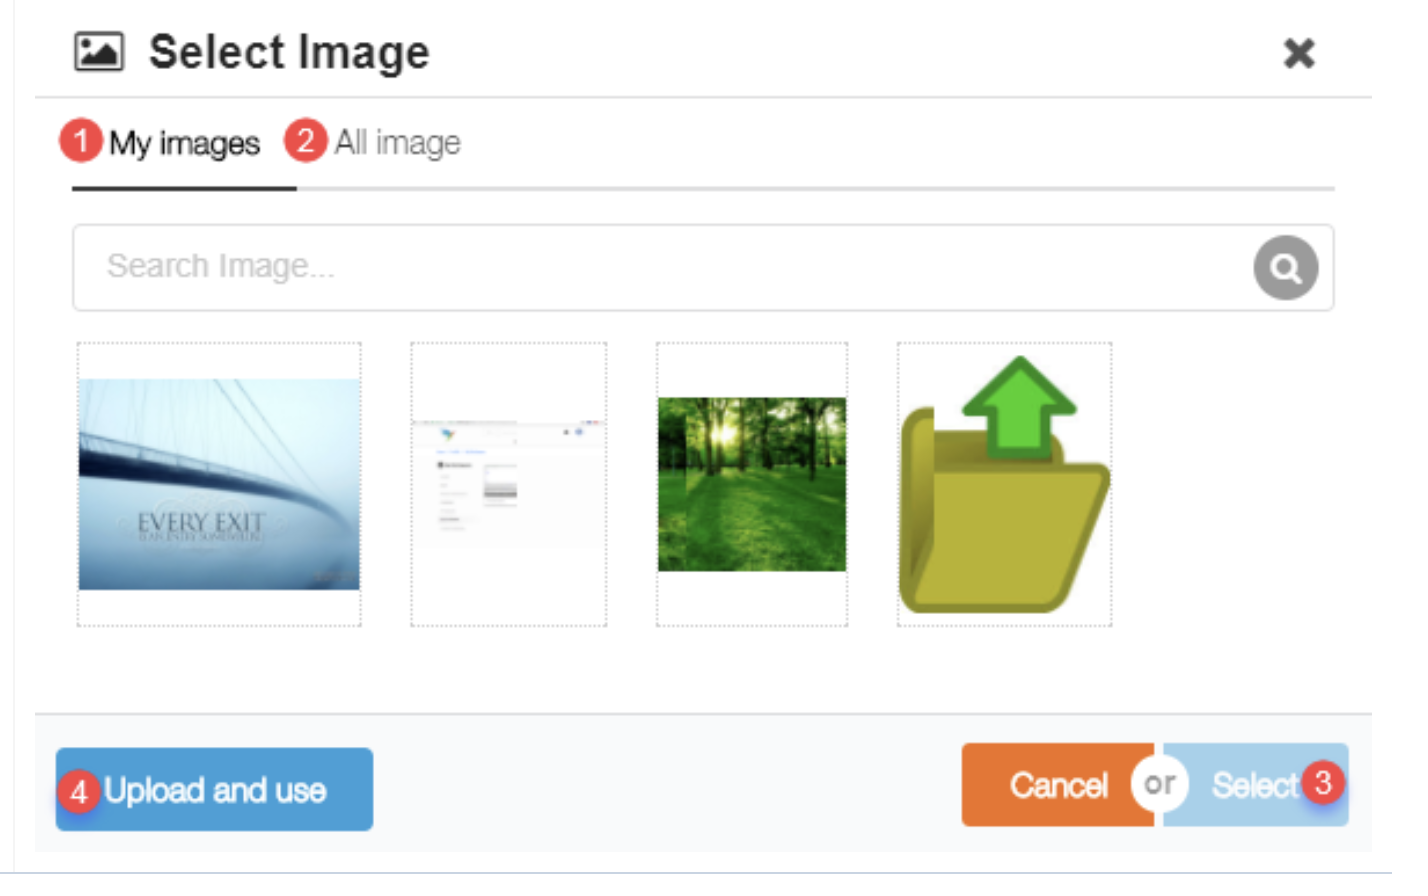 Select Image
1 My images 2 All image
Search Image...
EVERY EXIT
4 Upload and use
Cancel or Select 3